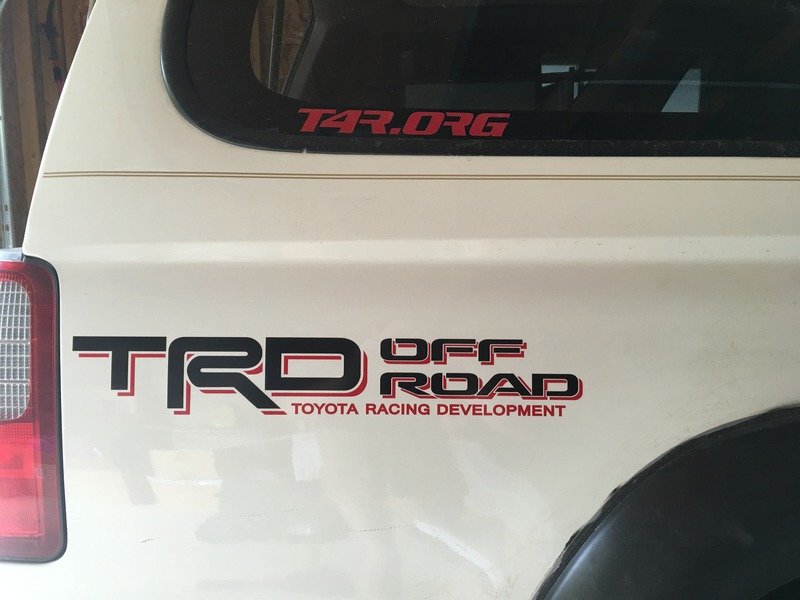 T4R.ORG
TRD OFF ROAD
TOYOTA RACING DEVELOPMENT